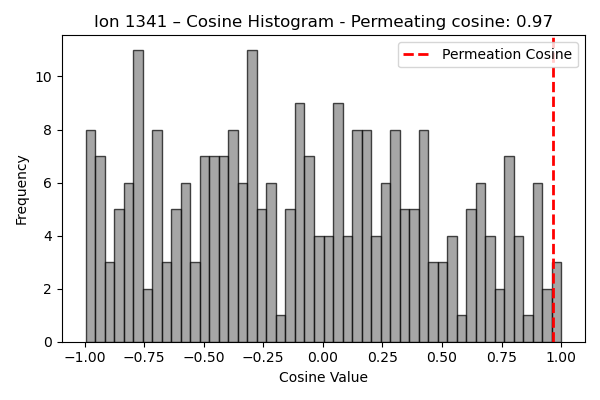 Ion 1341 – Cosine Histogram - Permeating cosine: 0.97
Permeation Cosine
Frequency
10
8
6
4
2
0
−1.00 −0.75 −0.50 −0.25 0.00 0.25 0.50 0.75 1.00
Cosine Value